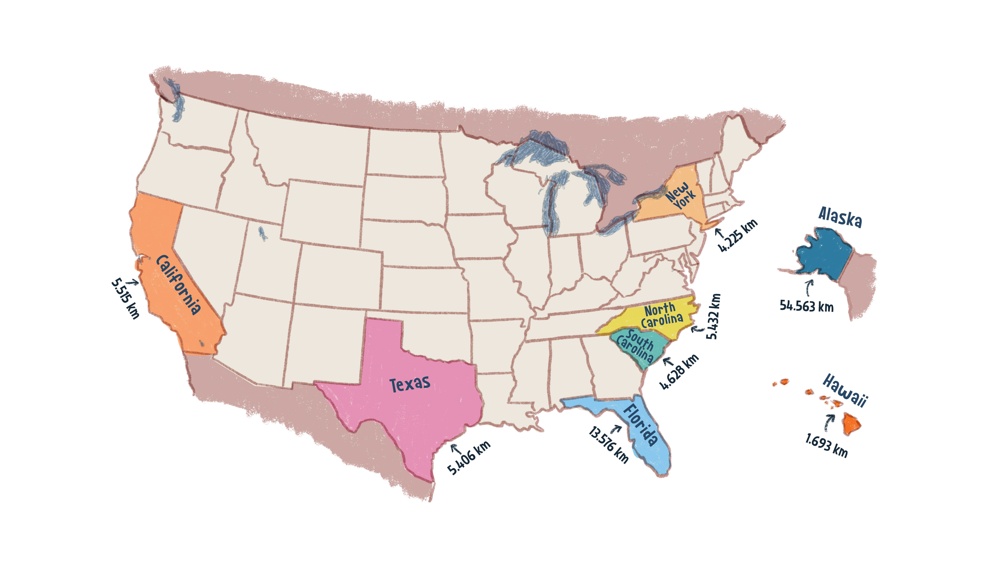 New
York
4.225 km
Alaska
54.563 km
California
5.515 km
North
Carolina
5.432 km
South
Carolina
4.628 km
Texas
5.406 km
Florida
13.576 km
Hawaii
1.693 km